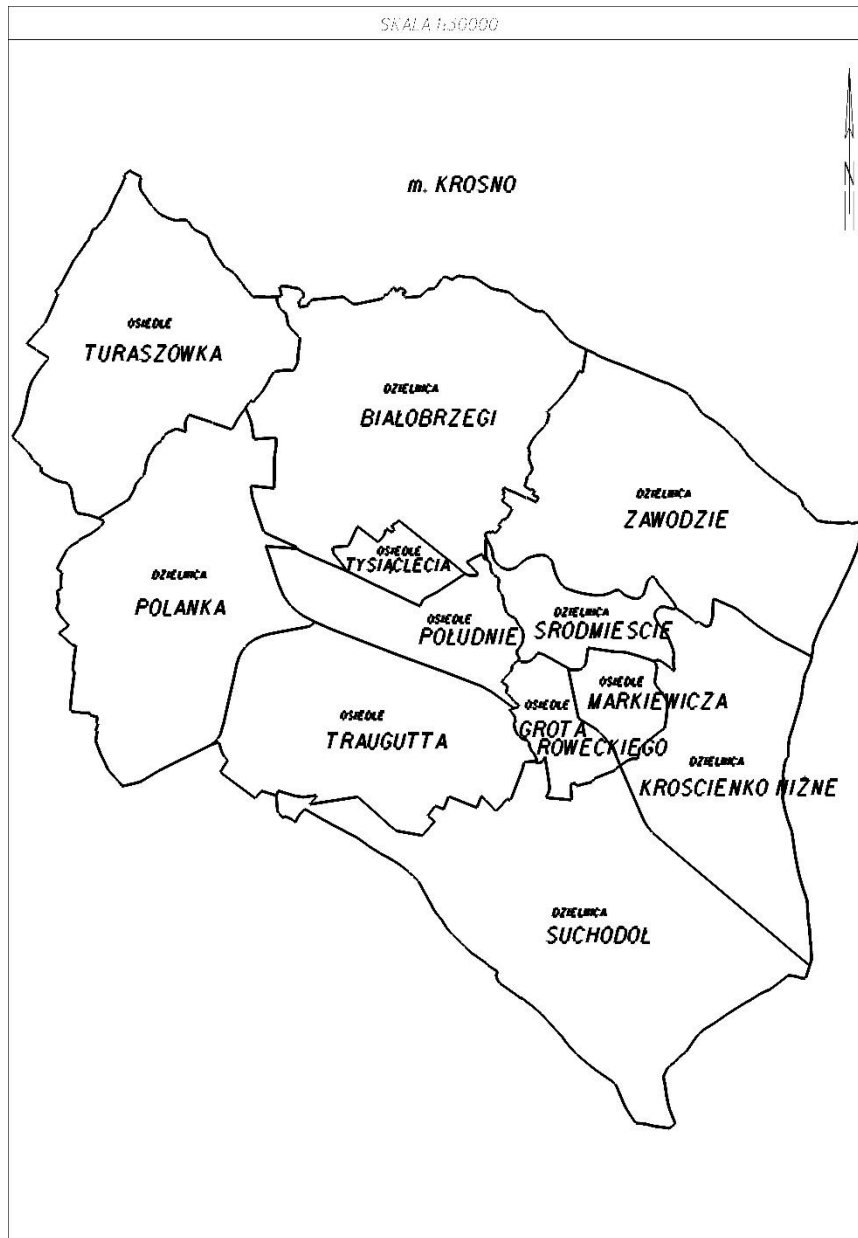 SKALA 1:30000
N
m. KROSNO
OSIEDLE
TURASZOWKA
DZIELNICA
BIAŁOBRZEGI
DZIELNICA
ZAWODZIE
OSIEDLE
TYSIĄCLECIA
DZIELNICA
POLANKA
OSIEDLE
POŁUDNIE
DZIELNICA
SRODMIESCIE
OSIEDLE
MARKIEWICZA
OSIEDLE
GROTA
ROWECKIEGO
OSIEDLE
TRAUGUTTA
DZIELNICA
KROSCIENKO NIŻNE
DZIELNICA
SUCHODOŁ